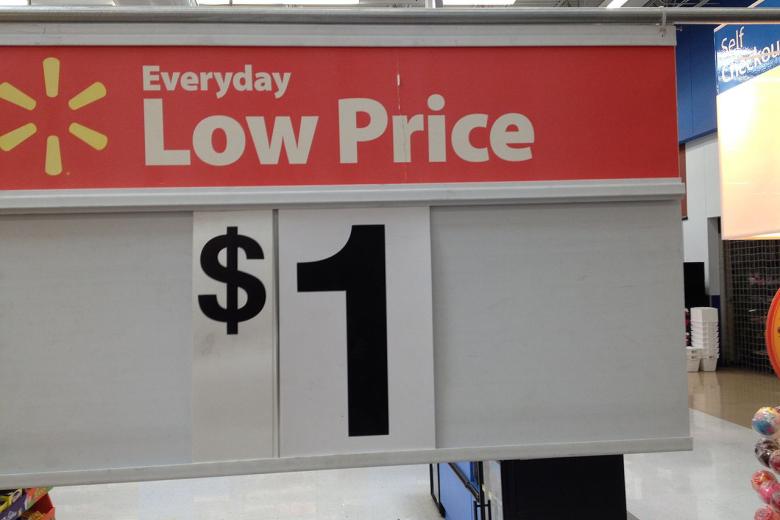 Everyday
Low Price
$1
Self
Checkout